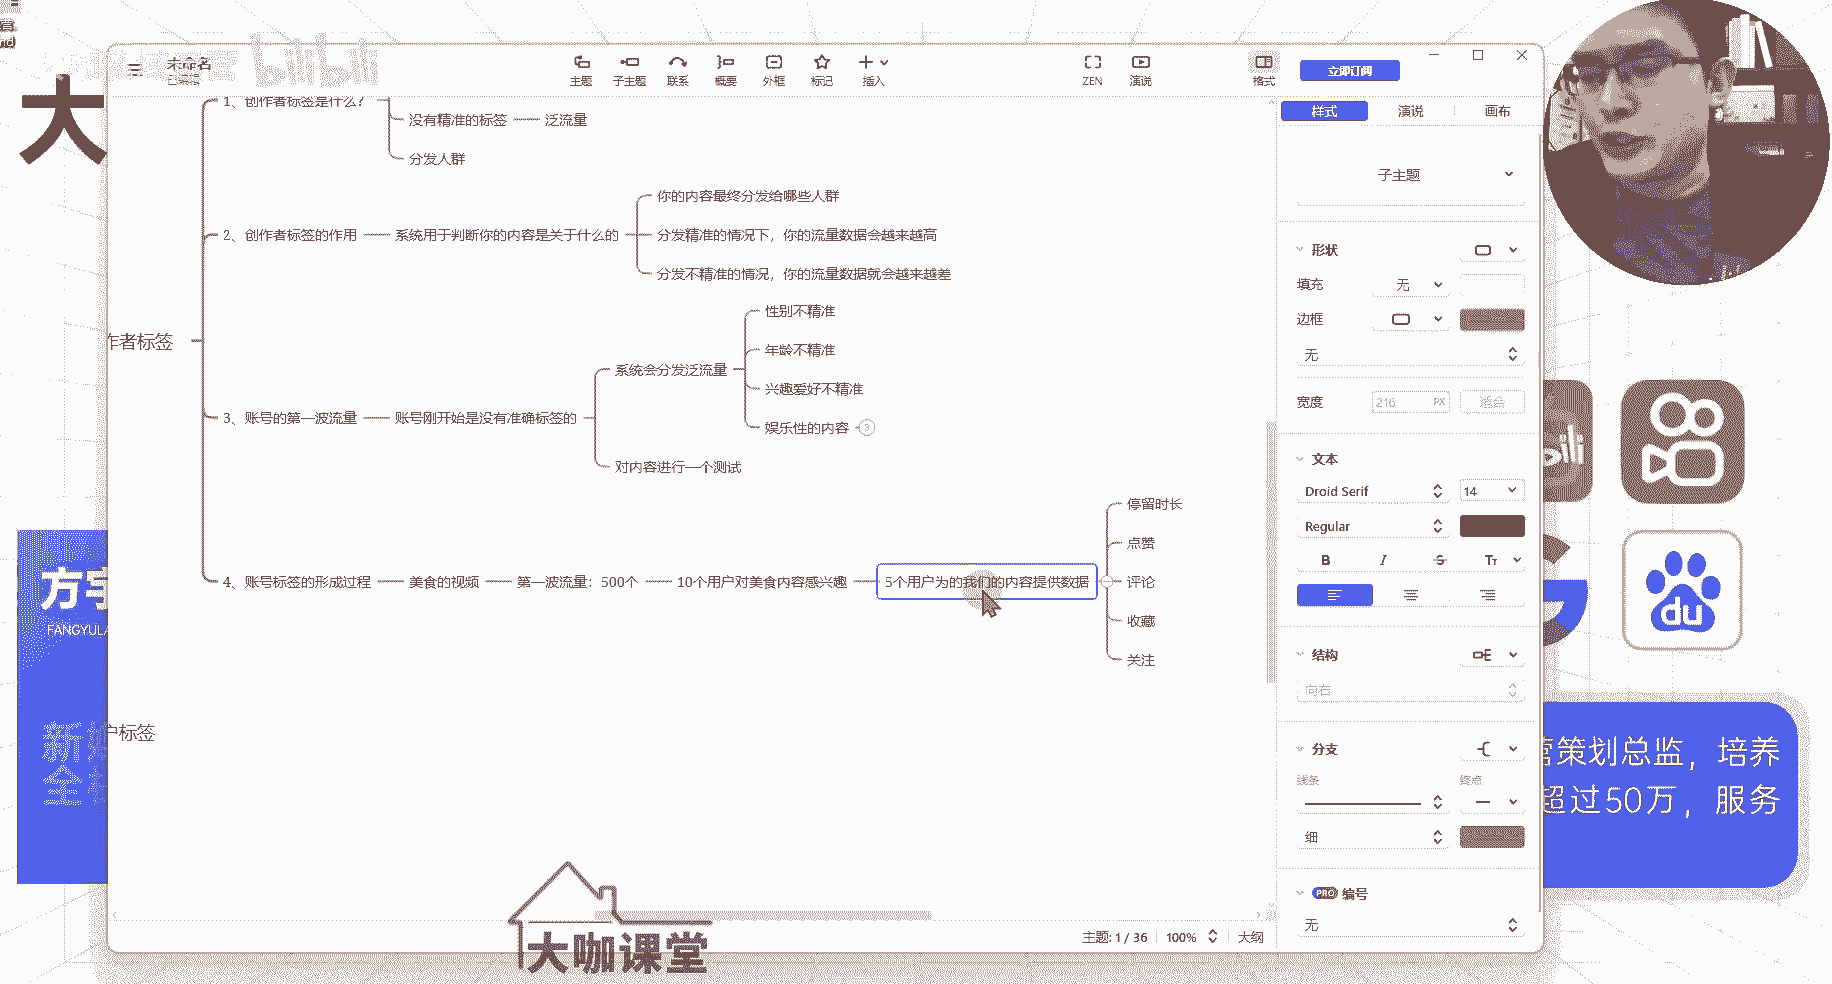 大
bilibili
未命名
已编辑
主题
子主题
联系
概要
外框
标记
插入
ZEN
演说
格式
立即订阅
样式
演说
画布
子主题
形状
填充
无
边框
无
宽度
216
PX
适合
文本
Droid Serif
14
Regular
B
I
S
Tт
结构
向右
分支
线条
终点
细
PRO 编号
无
1、创作者标签是什么？
没有精准的标签
泛流量
分发人群
2、创作者标签的作用
系统用于判断你的内容是关于什么的
你的内容最终分发给哪些人群
分发精准的情况下，你的流量数据会越来越高
分发不精准的情况，你的流量数据就会越来越差
作者标签
3、账号的第一波流量
账号刚开始是没有准确标签的
系统会分发泛流量
性别不精准
年龄不精准
兴趣爱好不精准
娱乐性的内容
3
对内容进行一个测试
4、账号标签的形成过程
美食的视频
第一波流量：500个
10个用户对美食内容感兴趣
5个用户为的我们的内容提供数据
停留时长
点赞
评论
收藏
关注
户标签
主题: 1 / 36
100%
大纲
大咖课堂
方宇
FANGYULA
新
全
du
营策划总监，培养
超过50万，服务